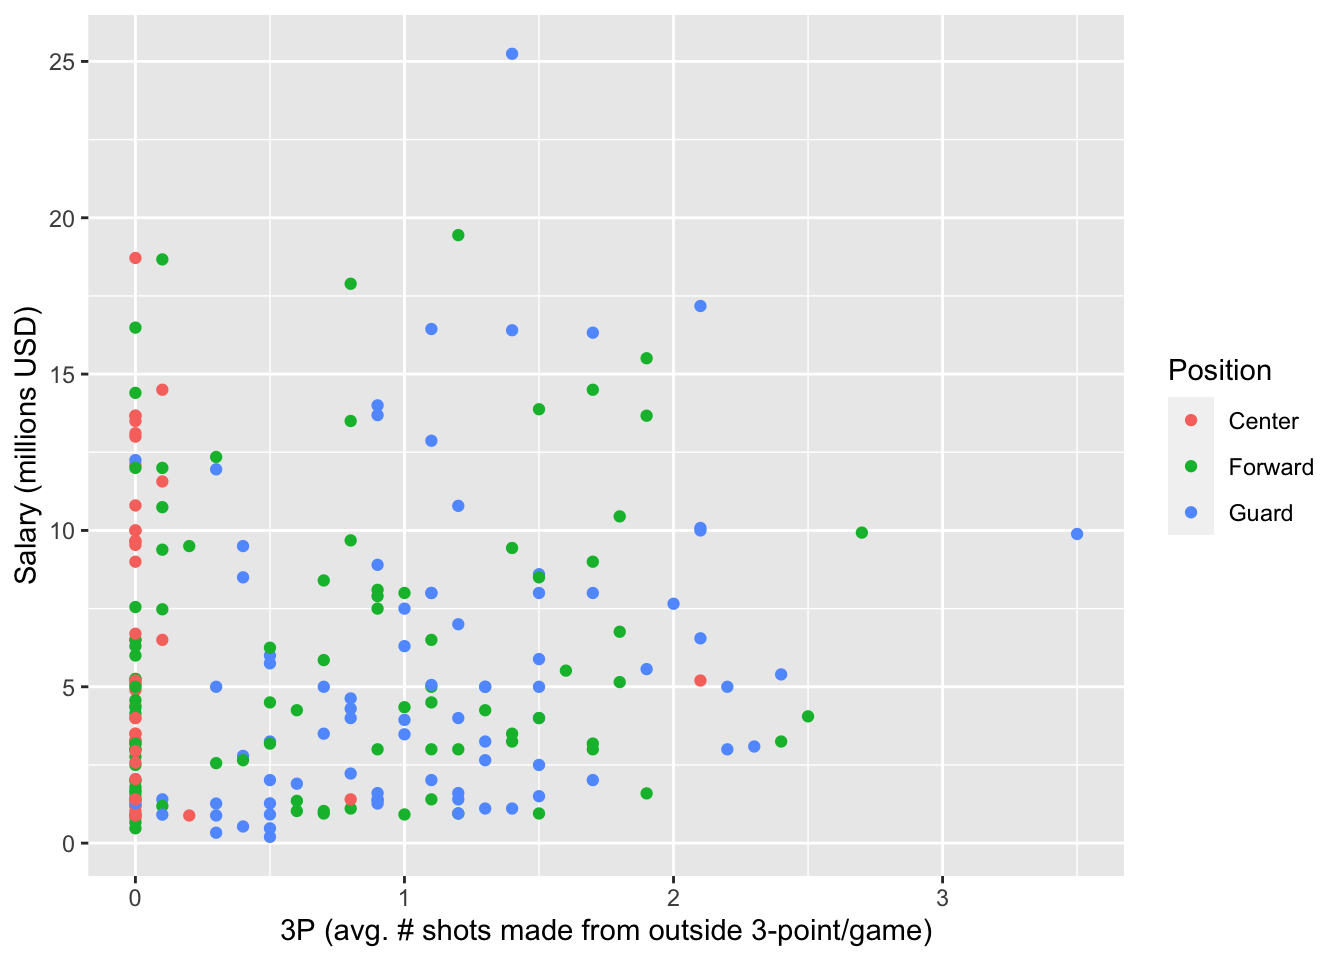 25
20
15
10
5
0
0 1 2 3
Salary (millions USD)
3P (avg. # shots made from outside 3-point/game)
Position
Center
Forward
Guard